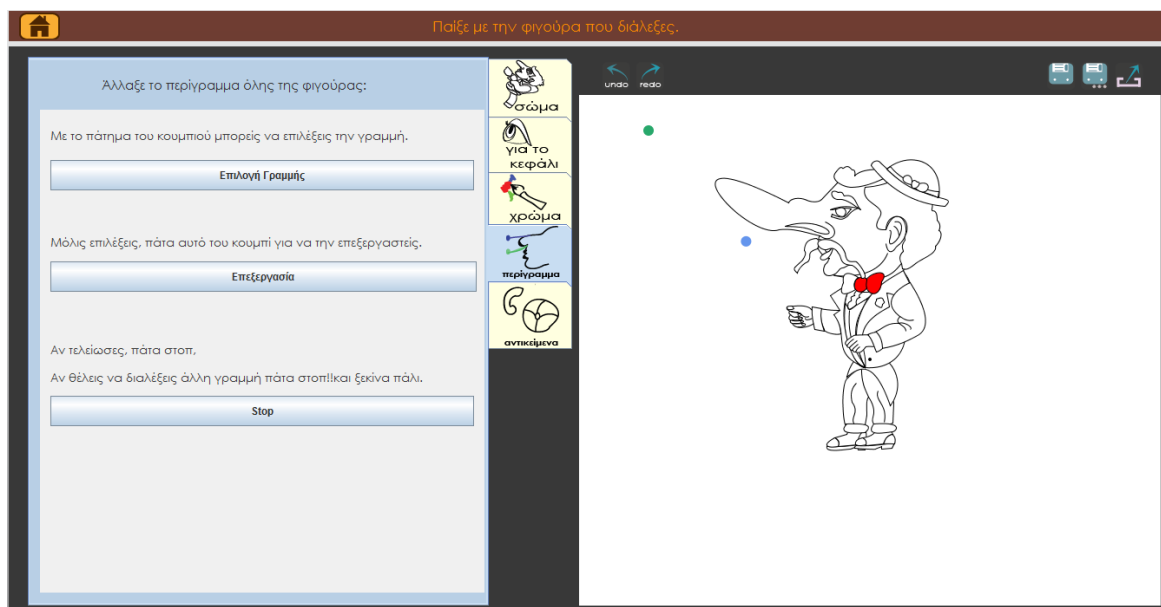 Παίξε με την φιγούρα που διάλεξες.
Άλλαξε το περίγραμμα όλης της φιγούρας:
Με το πάτημα του κουμπιού μπορείς να επιλέξεις την γραμμή.
Επιλογή Γραμμής
Μόλις επιλέξεις, πάτα αυτό του κουμπί για να την επεξεργαστείς.
Επεξεργασία
Αν τελείωσες, πάτα στοπ,
Αν θέλεις να διαλέξεις άλλη γραμμή πάτα στοπ!!και ξεκίνα πάλι.
Stop
σώμα
για το
κεφάλι
χρώμα
περίγραμμα
αντικείμενα
undo redo